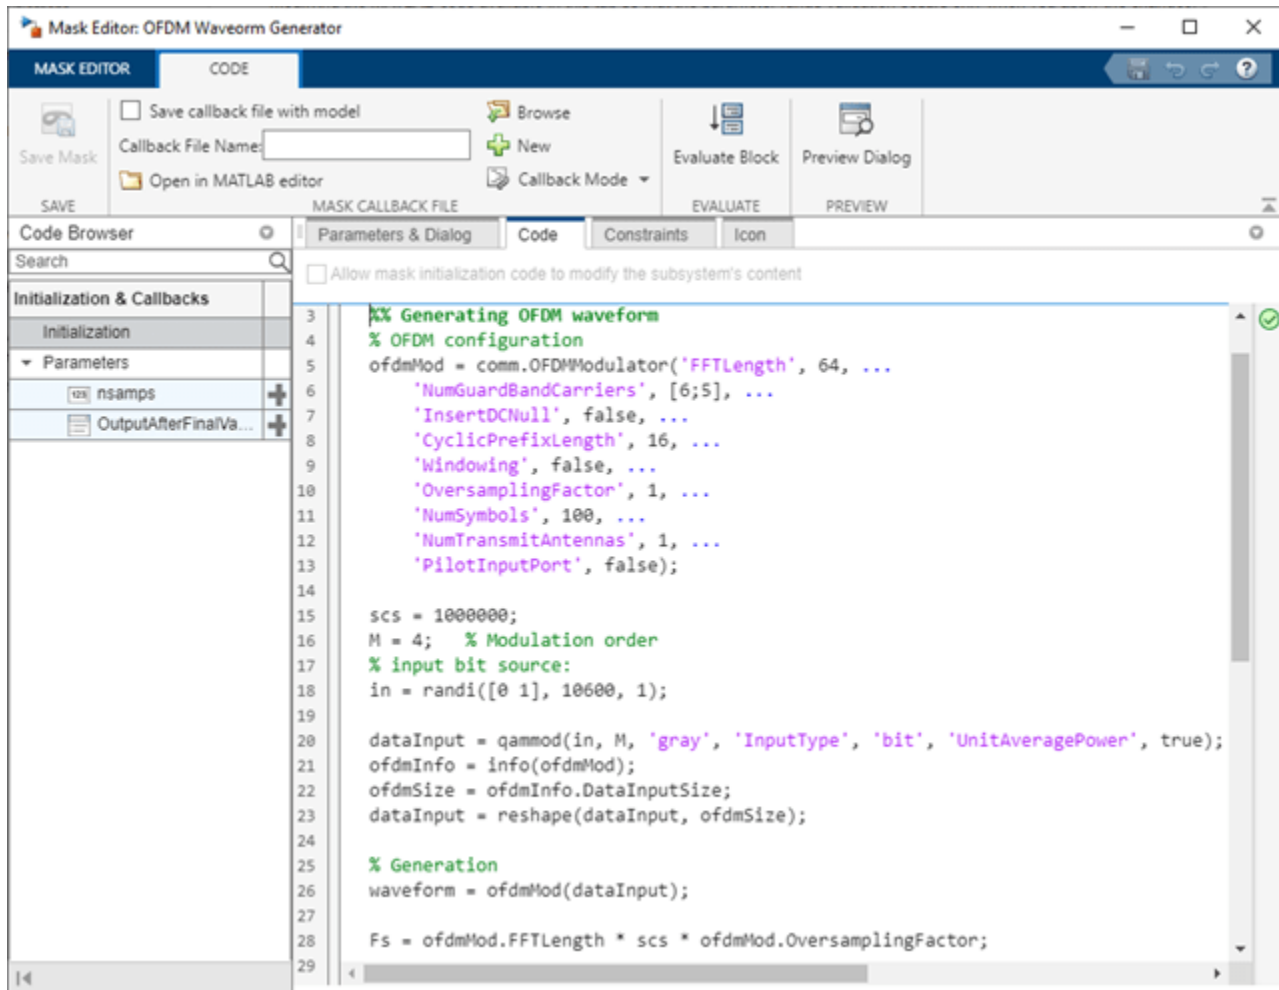 Mask Editor: OFDM Waveorm Generator
MASK EDITOR CODE
Save Mask
SAVE
Save callback file with model
Callback File Name:
Open in MATLAB editor
Browse
New
Callback Mode
MASK CALLBACK FILE
Evaluate Block
EVALUATE
Preview Dialog
PREVIEW
Code Browser
Search
Initialization & Callbacks
Initialization
Parameters
123 nsamps
OutputAfterFinalVa...
Parameters & Dialog Code Constraints Icon
Allow mask initialization code to modify the subsystem's content
3 %% Generating OFDM waveform
4 % OFDM configuration
5 ofdmMod = comm.OFDMModulator('FFTLength', 64, ...
6 'NumGuardBandCarriers', [6;5], ...
7 'InsertDCNull', false, ...
8 'CyclicPrefixLength', 16, ...
9 'Windowing', false, ...
10 'OversamplingFactor', 1, ...
11 'NumSymbols', 100, ...
12 'NumTransmitAntennas', 1, ...
13 'PilotInputPort', false);
14
15 scs = 1000000;
16 M = 4; % Modulation order
17 % input bit source:
18 in = randi([0 1], 10600, 1);
19
20 dataInput = qammod(in, M, 'gray', 'InputType', 'bit', 'UnitAveragePower', true);
21 ofdmInfo = info(ofdmMod);
22 ofdmSize = ofdmInfo.DataInputSize;
23 dataInput = reshape(dataInput, ofdmSize);
24
25 % Generation
26 waveform = ofdmMod(dataInput);
27
28 Fs = ofdmMod.FFTLength * scs * ofdmMod.OversamplingFactor;
29